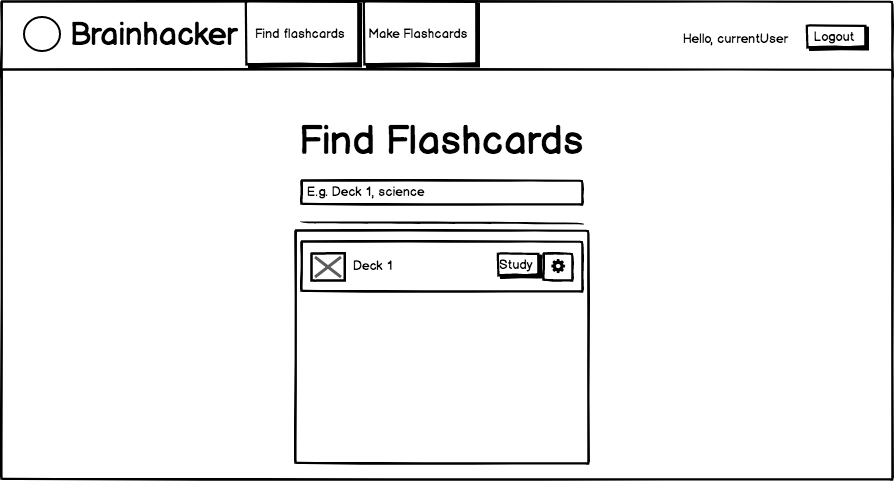 Brainhacker
Find flashcards
Make Flashcards
Hello, currentUser
Logout
Find Flashcards
E.g. Deck 1, science
Deck 1
Study